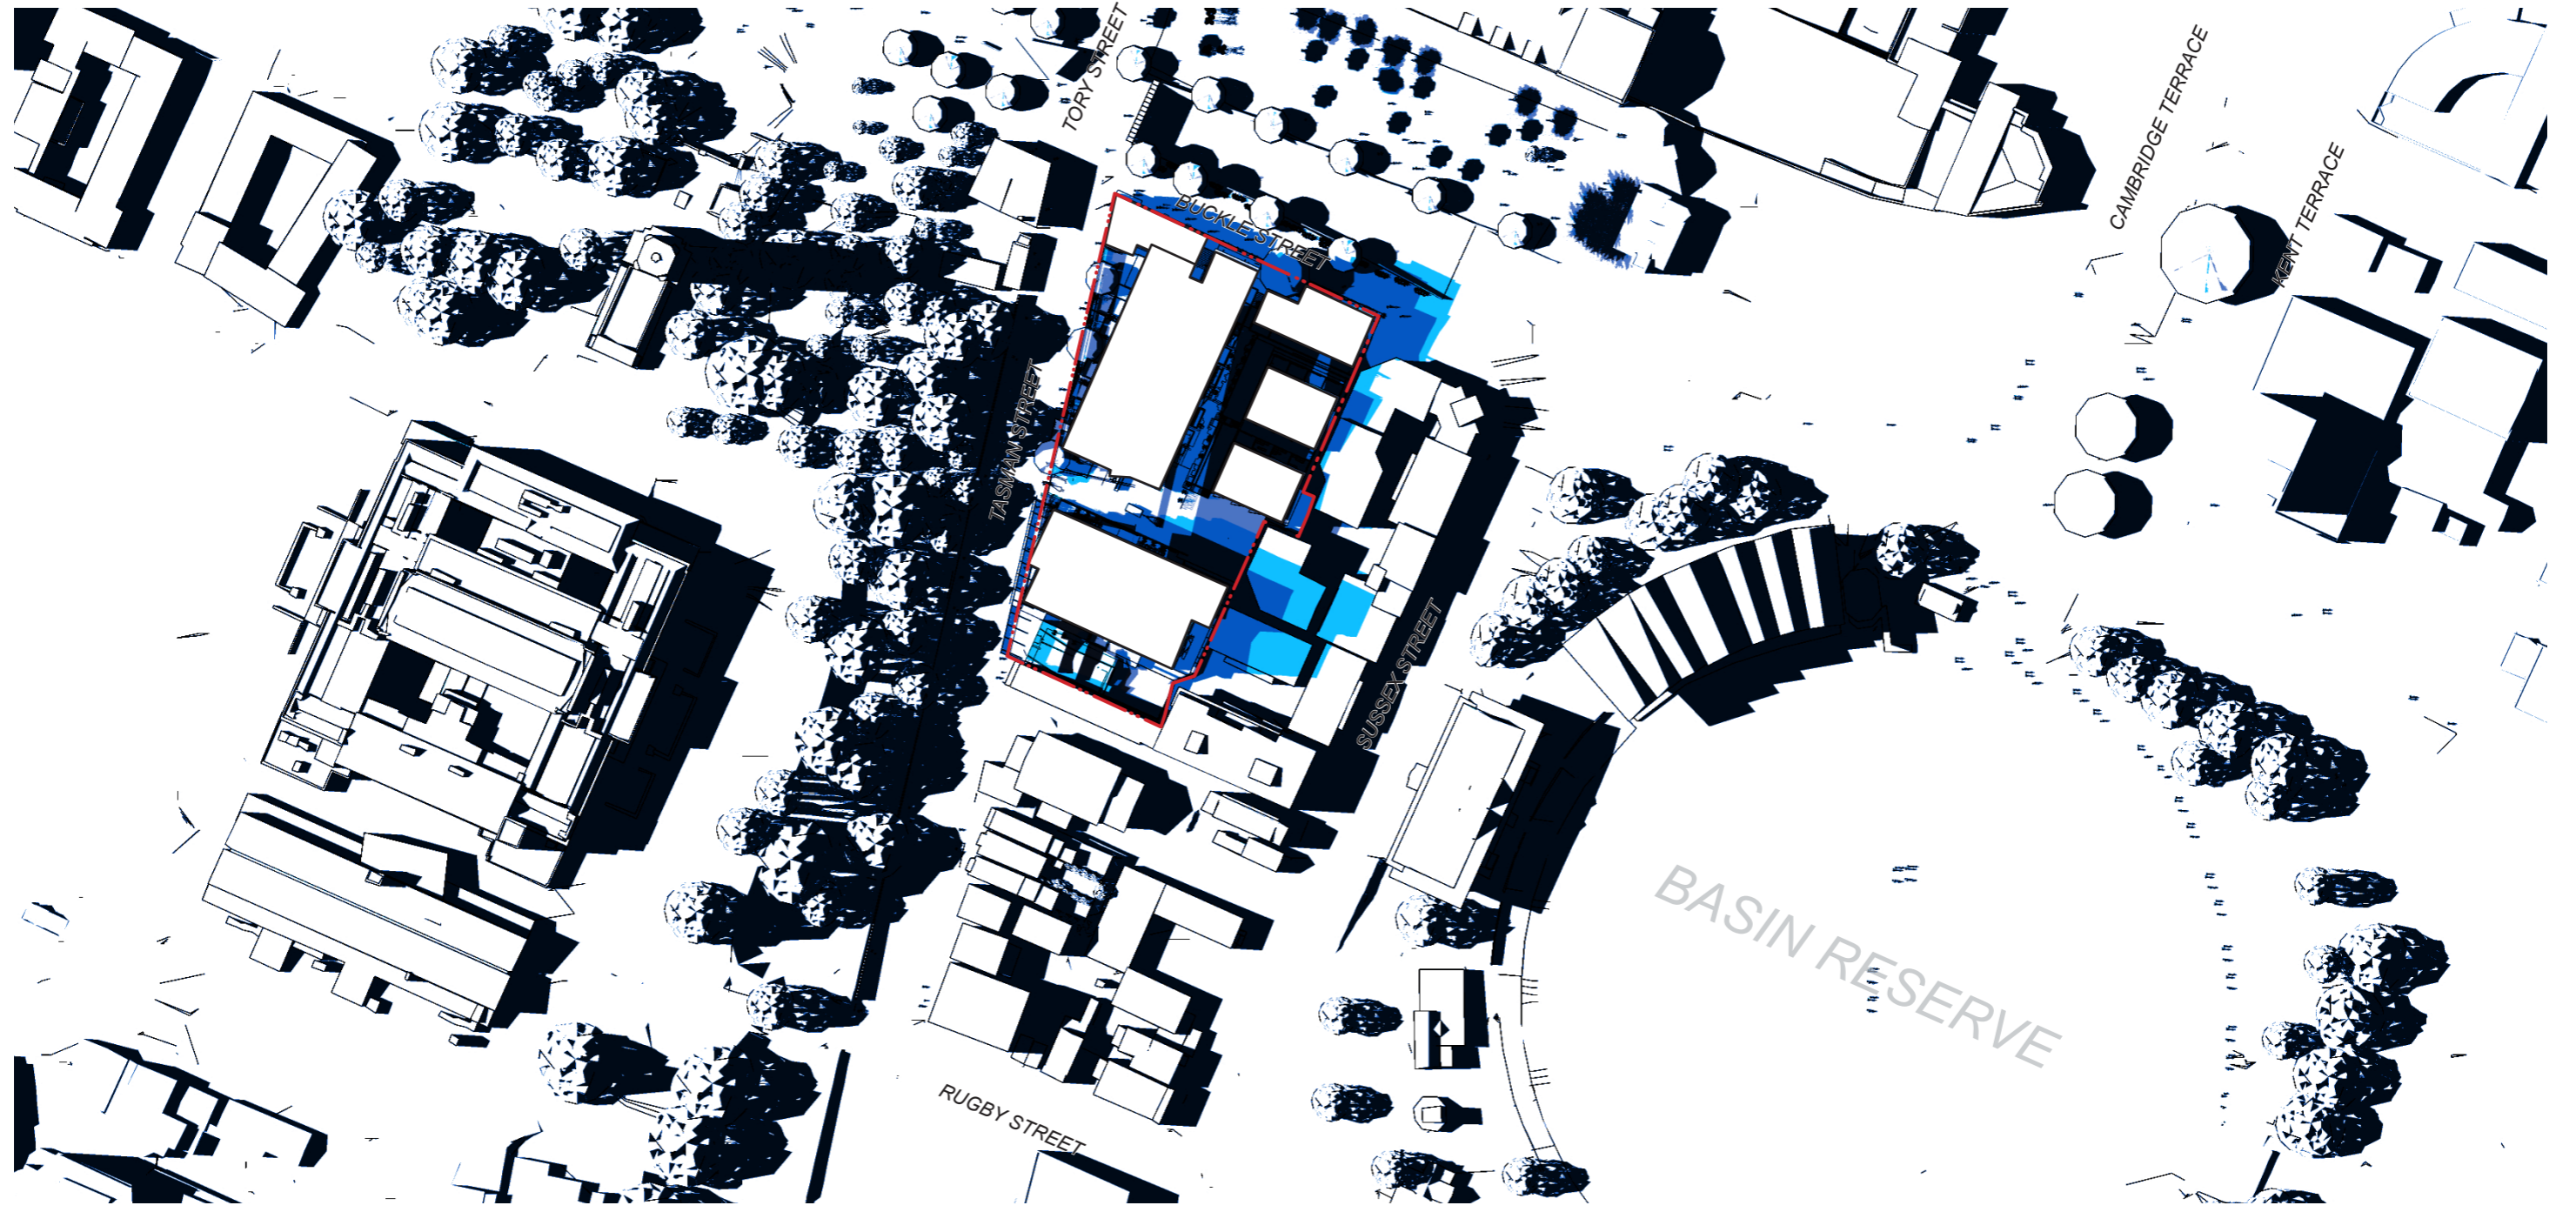 TORY STREET
CAMBRIDGE TERRACE
KENT TERRACE
BUCKLE STREET
TASMAN STREET
SUSSEX STREET
BASIN RESERVE
RUGBY STREET